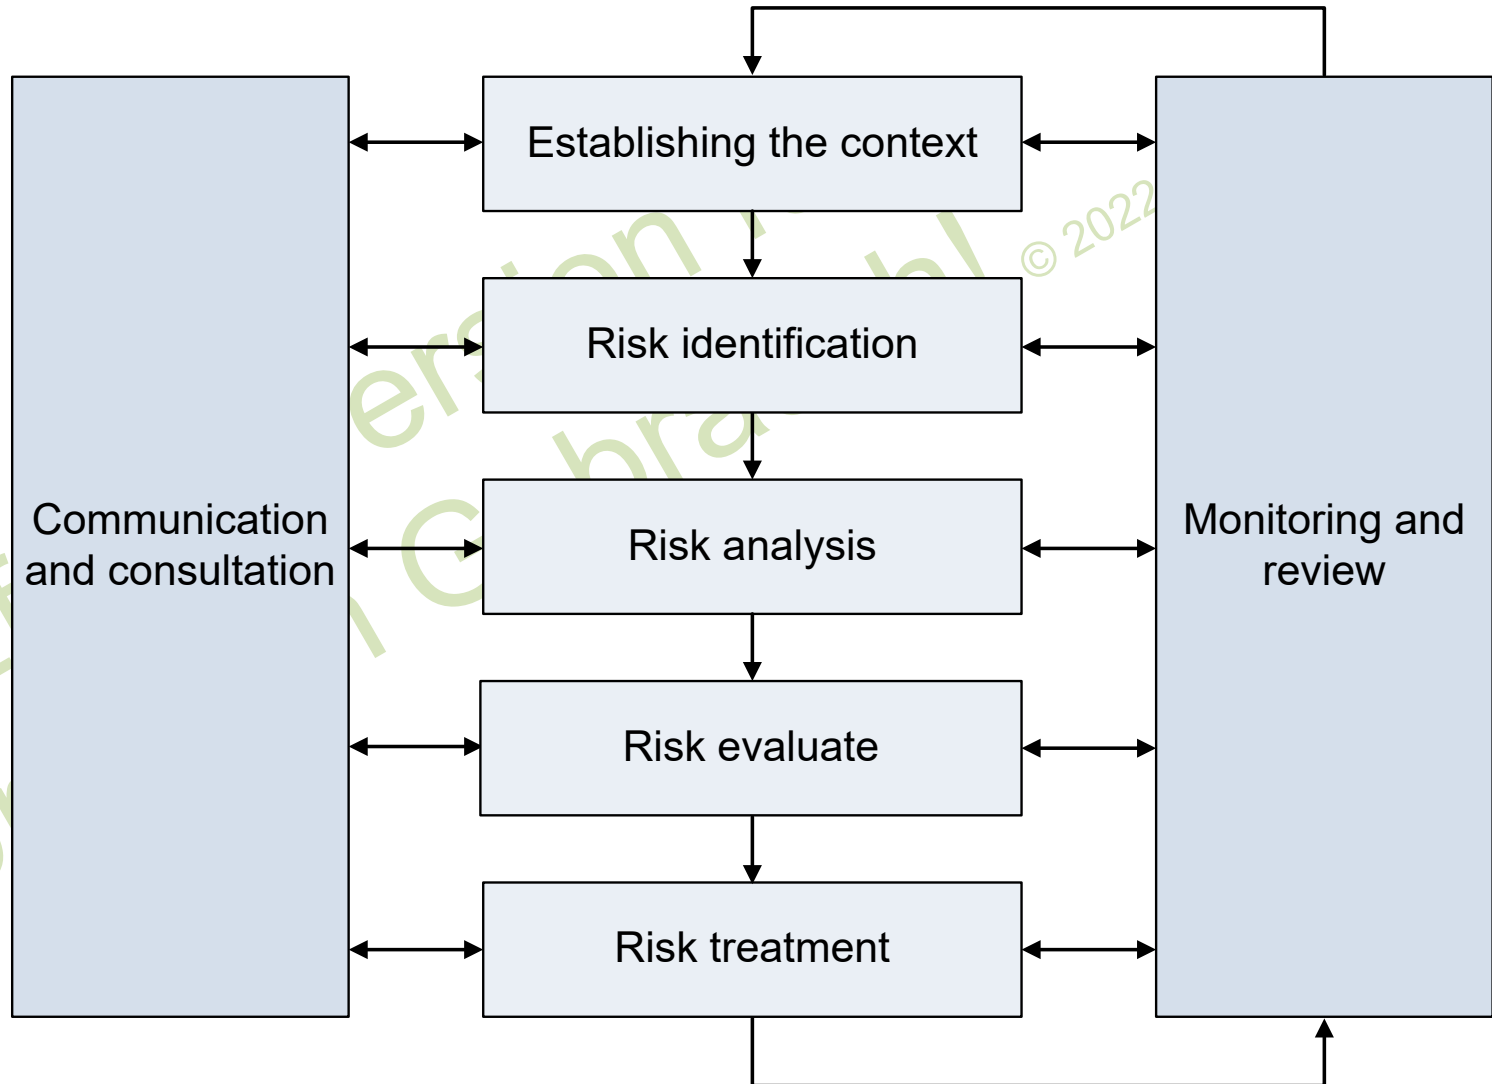 Establishing the context
© 2022
Risk identification
Communication
and consultation
Risk analysis
Monitoring and
review
Risk evaluate
Risk treatment